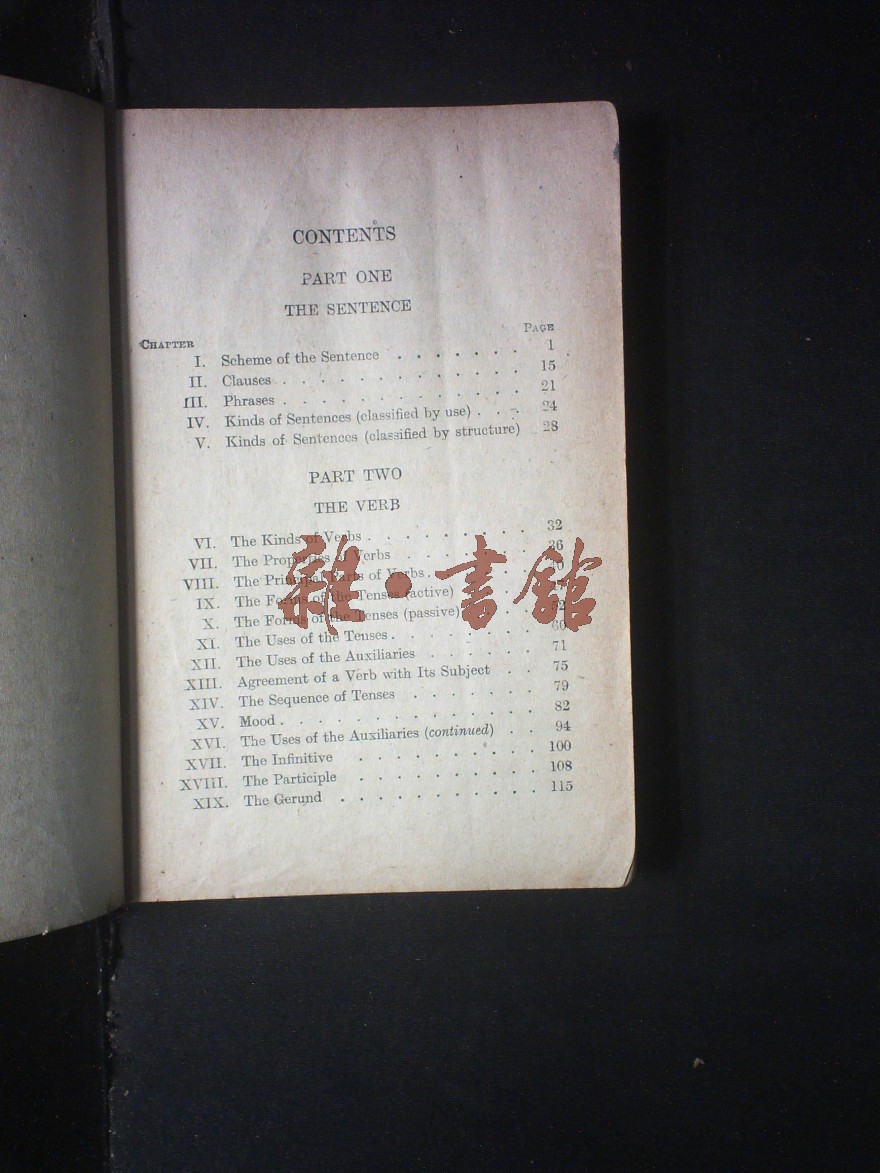 CONTENTS
PART ONE
THE SENTENCE
CHAPTER PAGE
I. Scheme of the Sentence . . . . . . . 1
II. Clauses . . . . . . . . . . . . . 15
III. Phrases . . . . . . . . . . . . . 21
IV. Kinds of Sentences (classified by use) . . . 24
V. Kinds of Sentences (classified by structure) 28
PART TWO
THE VERB
VI. The Kinds of Verbs . . . . . . . . . 32
VII. The Properties of Verbs . . . . . . . 36
VIII. The Principal Parts of Verbs . . . . .
IX. The Forms of the Tenses (active)
X. The Forms of the Tenses (passive) 52
XI. The Uses of the Tenses . . . . . . . . 60
XII. The Uses of the Auxiliaries . . . . . . 71
XIII. Agreement of a Verb with Its Subject . . 75
XIV. The Sequence of Tenses . . . . . . . 79
XV. Mood . . . . . . . . . . . . . . 82
XVI. The Uses of the Auxiliaries (continued) . . 94
XVII. The Infinitive . . . . . . . . . . 100
XVIII. The Participle . . . . . . . . . . 108
XIX. The Gerund . . . . . . . . . . . 115
雜·書館